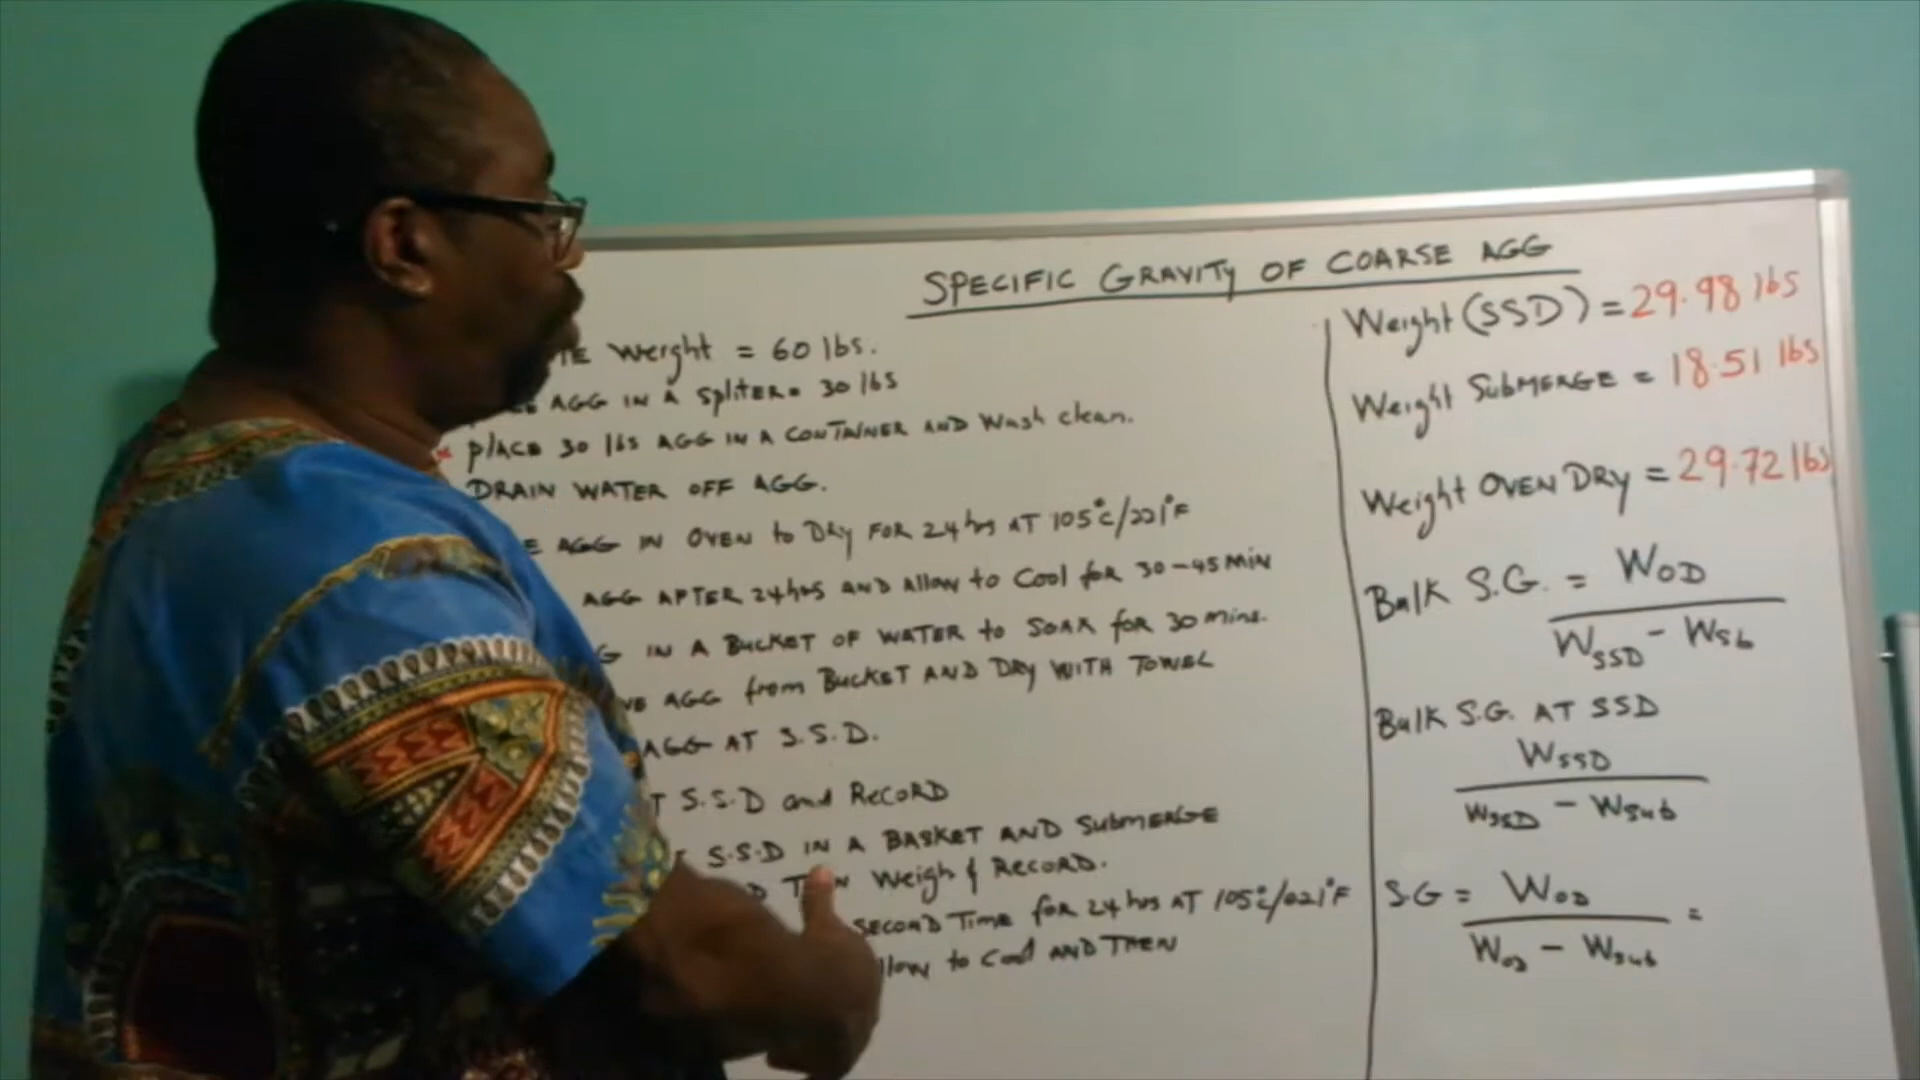 SPECIFIC GRAVITY OF COARSE AGG
Weight = 60 lbs.
AGG IN A spliter = 30 lbs
place 30 lbs AGG IN A CONTAINER AND Wash clean.
DRAIN WATER OFF AGG.
AGG IN OVEN to Dry FOR 24 hrs AT 105°C/221°F
AGG AFTER 24 hrs AND Allow to Cool for 30-45 MIN
IN A BUCKET OF WATER to SOAK for 30 mins.
AGG from BUCKET AND DRY WITH TOWEL
AGG AT S.S.D.
S.S.D and RECORD
S.S.D IN A BASKET AND SUBMERGE
Weigh & RECORD.
SECOND TIME for 24 hrs AT 105°C/021°F
to Cool AND THEN
Weight (SSD) = 29.98 lbs
Weight SUBMERGE = 18.51 lbs
Weight OVEN DRY = 29.72 lbs
Bulk S.G. = WOD
WSSD - WSb
Bulk S.G. AT SSD
WSSD
WSSD - WSub
S.G = WOD =
WOD - WSub